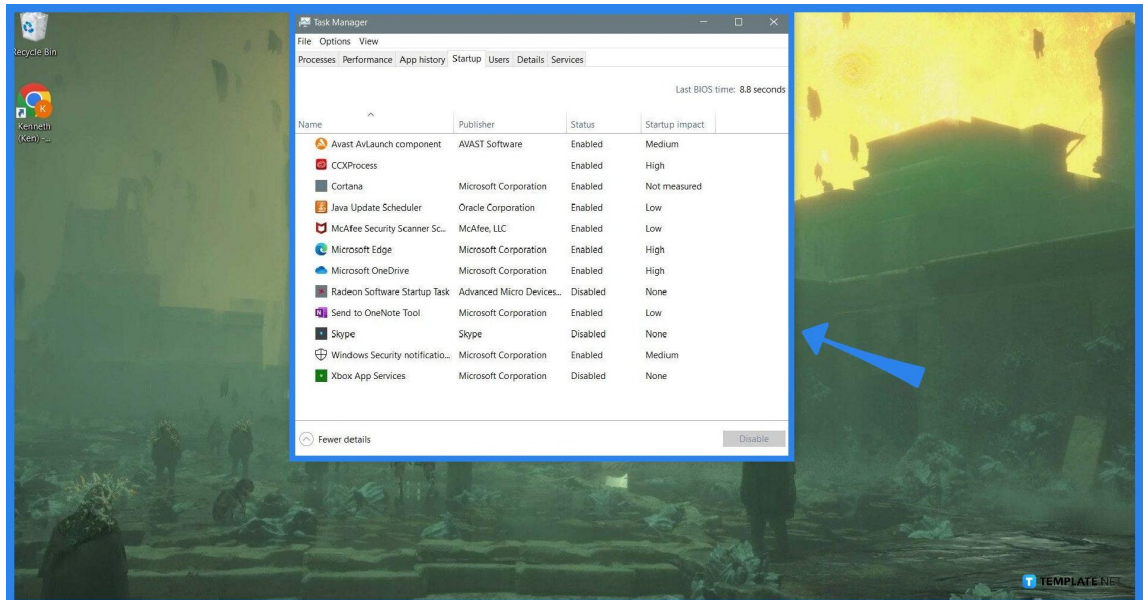 Recycle Bin
Kenneth
(Ken) -...
Task Manager
File Options View
Processes Performance App history Startup Users Details Services
Last BIOS time: 8.8 seconds
Name Publisher Status Startup impact
Avast AvLaunch component AVAST Software Enabled Medium
CCXProcess Enabled High
Cortana Microsoft Corporation Enabled Not measured
Java Update Scheduler Oracle Corporation Enabled Low
McAfee Security Scanner Sc... McAfee, LLC Enabled Low
Microsoft Edge Microsoft Corporation Enabled High
Microsoft OneDrive Microsoft Corporation Enabled High
Radeon Software Startup Task Advanced Micro Devices... Disabled None
Send to OneNote Tool Microsoft Corporation Enabled Low
Skype Skype Disabled None
Windows Security notificatio... Microsoft Corporation Enabled Medium
Xbox App Services Microsoft Corporation Disabled None
Fewer details Disable
T TEMPLATE.NET